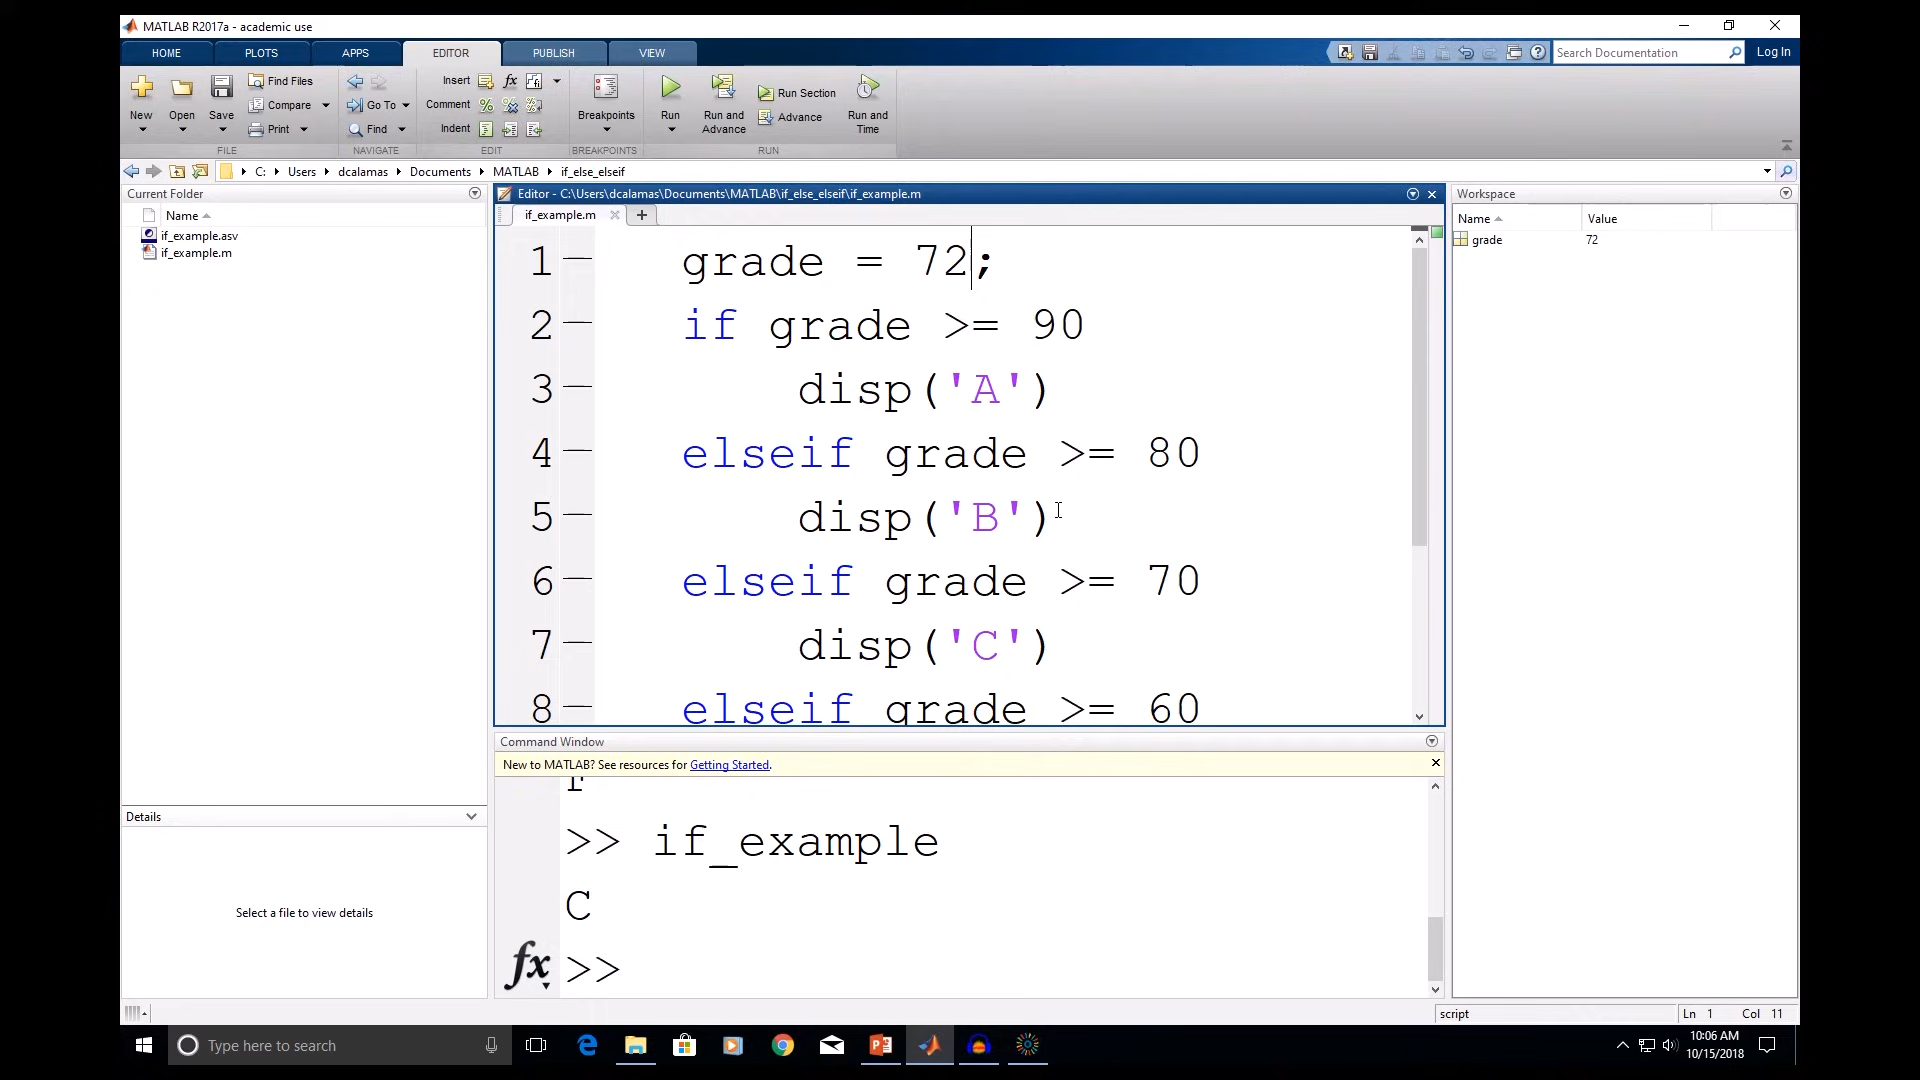 MATLAB R2017a - academic use
HOME PLOTS APPS EDITOR PUBLISH VIEW
Search Documentation Log In
New Open Save Find Files Compare Print
Go To Find
Insert fx
Comment
Indent
Breakpoints
Run Run and Advance Run Section Advance Run and Time
FILE NAVIGATE EDIT BREAKPOINTS RUN
C: Users dcalamas Documents MATLAB if_else_elseif
Current Folder
Name
if_example.asv
if_example.m
Details
Select a file to view details
Editor - C:\Users\dcalamas\Documents\MATLAB\if_else_elseif\if_example.m
if_example.m
1 grade = 72;
2 if grade >= 90
3 disp('A')
4 elseif grade >= 80
5 disp('B')
6 elseif grade >= 70
7 disp('C')
8 elseif grade >= 60
Command Window
New to MATLAB? See resources for Getting Started.
>> if_example
C
fx >>
Workspace
Name Value
grade 72
script Ln 1 Col 11
Type here to search
10:06 AM
10/15/2018